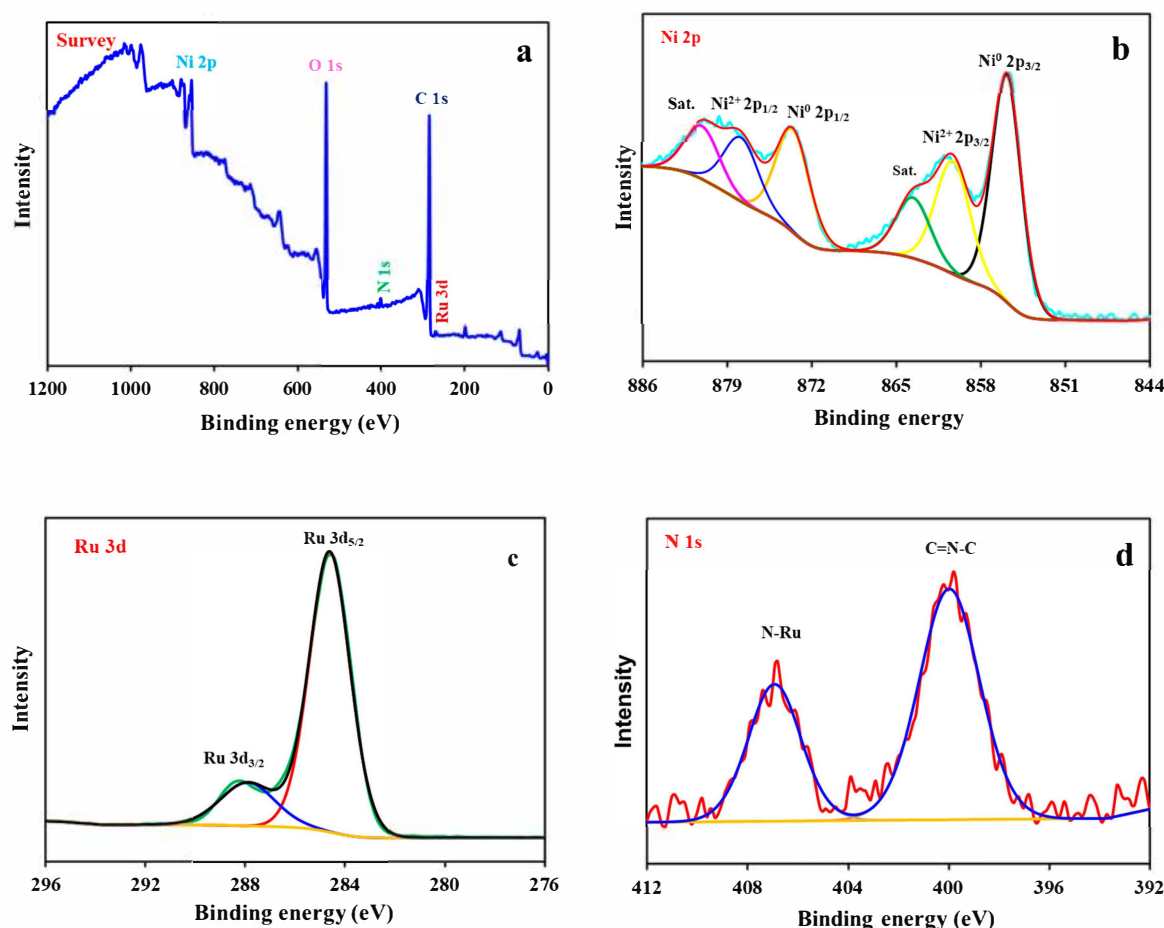 Survey
a
Ni 2p
O 1s
C 1s
N 1s
Ru 3d
Intensity
1200 1000 800 600 400 200 0
Binding energy (eV)
Ni 2p
b
Ni⁰ 2p₃/₂
Sat.
Ni²⁺ 2p₁/₂
Ni⁰ 2p₁/₂
Ni²⁺ 2p₃/₂
Sat.
Intensity
886 879 872 865 858 851 844
Binding energy
Ru 3d
Ru 3d₅/₂
c
Ru 3d₃/₂
Intensity
296 292 288 284 280 276
Binding energy (eV)
N 1s
C=N-C
d
N-Ru
Intensity
412 408 404 400 396 392
Binding energy (eV)